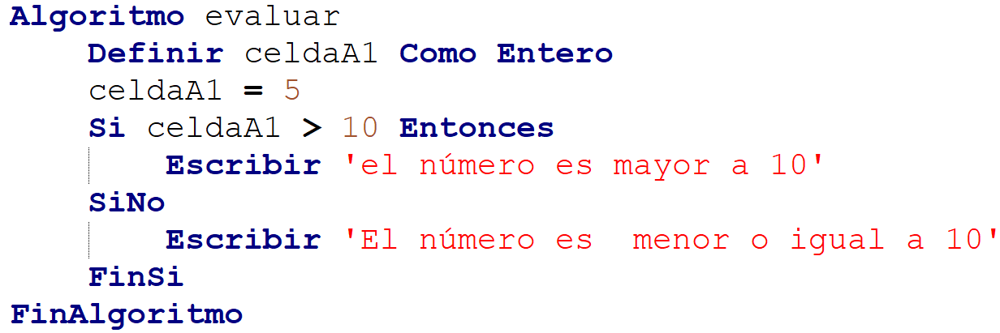 Algoritmo evaluar
    Definir celdaA1 Como Entero
    celdaA1 = 5
    Si celdaA1 > 10 Entonces
        Escribir 'el número es mayor a 10'
    SiNo
        Escribir 'El número es  menor o igual a 10'
    FinSi
FinAlgoritmo